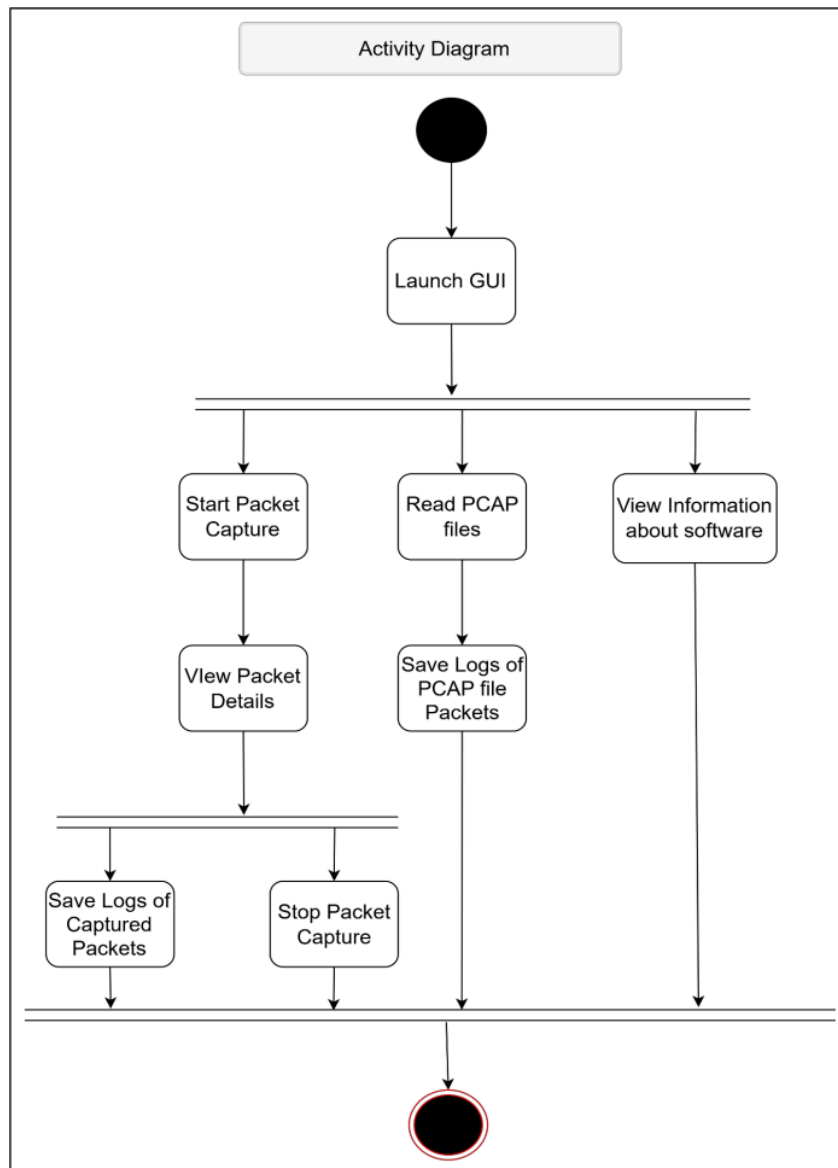 Activity Diagram
Launch GUI
Start Packet
Capture
Read PCAP
files
View Information
about software
VIew Packet
Details
Save Logs of
PCAP file
Packets
Save Logs of
Captured
Packets
Stop Packet
Capture